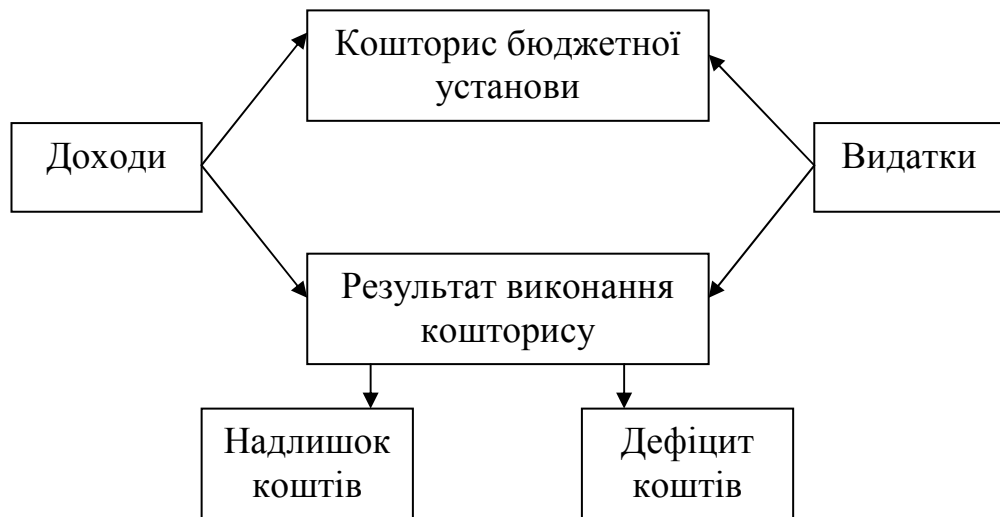 Кошторис бюджетної
установи
Доходи
Видатки
Результат виконання
кошторису
Надлишок
коштів
Дефіцит
коштів